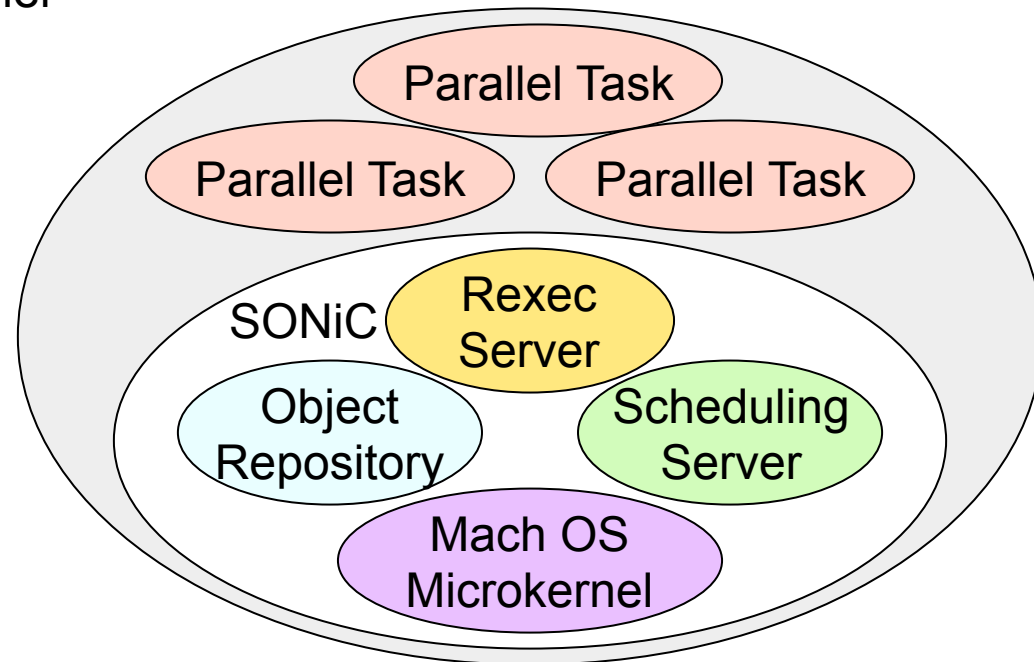 Parallel Task
Parallel Task
Parallel Task
SONiC
Rexec
Server
Object
Repository
Scheduling
Server
Mach OS
Microkernel